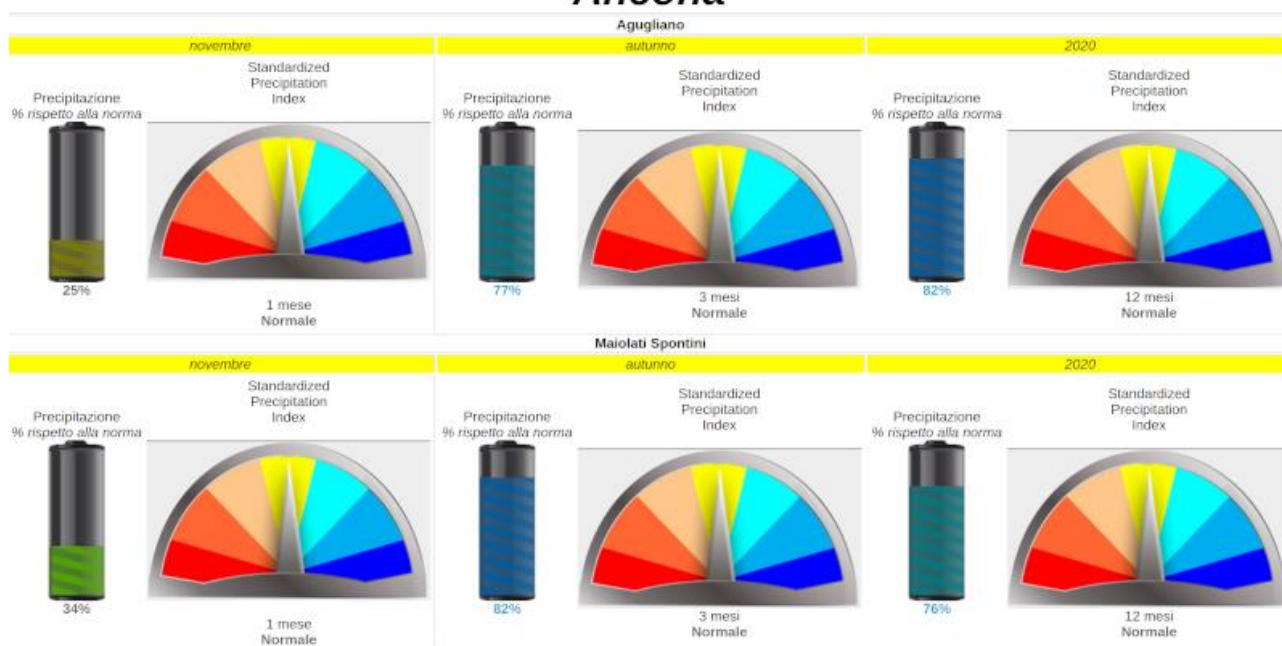 Ancona
Agugliano
novembre autunno 2020
Standardized
Precipitation
Index
Precipitazione
% rispetto alla norma
25%
1 mese
Normale
Standardized
Precipitation
Index
Precipitazione
% rispetto alla norma
77%
3 mesi
Normale
Standardized
Precipitation
Index
Precipitazione
% rispetto alla norma
82%
12 mesi
Normale
Maiolati Spontini
novembre autunno 2020
Standardized
Precipitation
Index
Precipitazione
% rispetto alla norma
34%
1 mese
Normale
Standardized
Precipitation
Index
Precipitazione
% rispetto alla norma
82%
3 mesi
Normale
Standardized
Precipitation
Index
Precipitazione
% rispetto alla norma
76%
12 mesi
Normale